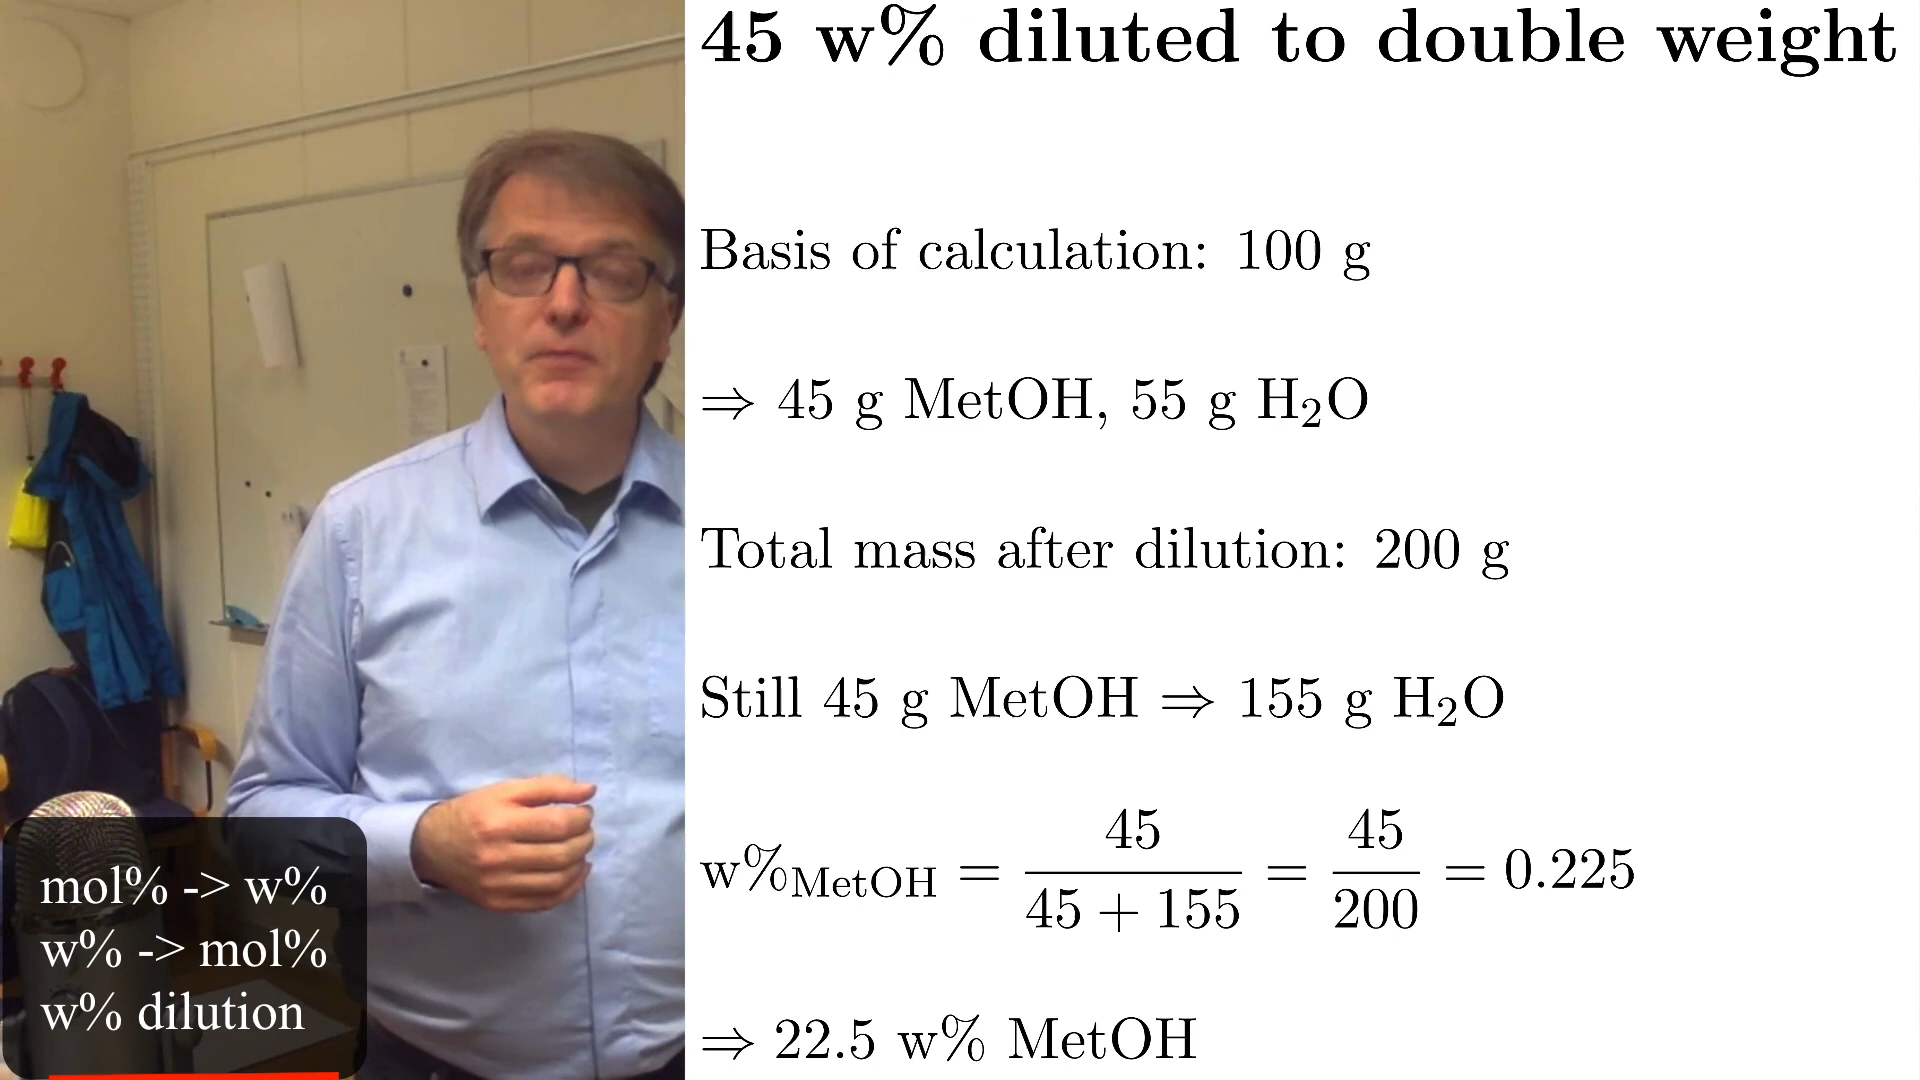 45 w% diluted to double weight
Basis of calculation: 100 g
⇒ 45 g MetOH, 55 g H₂O
Total mass after dilution: 200 g
Still 45 g MetOH ⇒ 155 g H₂O
w%MetOH = 45/(45 + 155) = 45/200 = 0.225
⇒ 22.5 w% MetOH
mol% -> w%
w% -> mol%
w% dilution